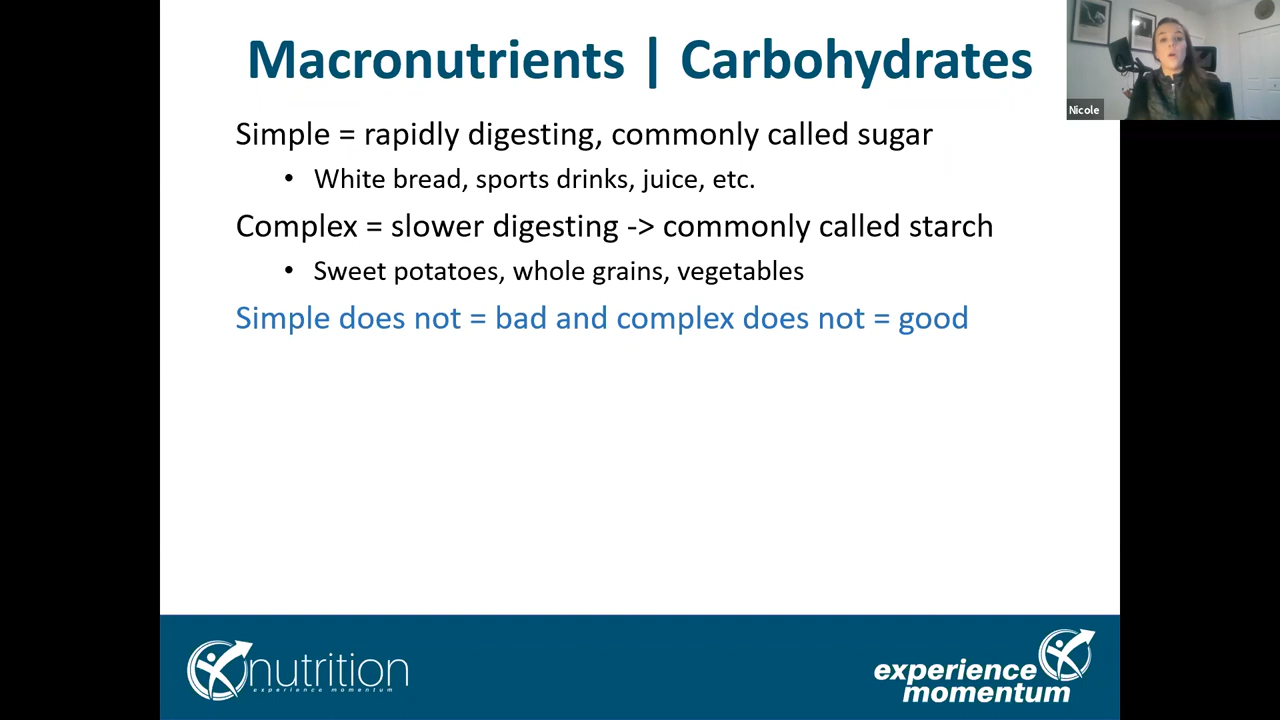 Macronutrients | Carbohydrates
Nicole
Simple = rapidly digesting, commonly called sugar
• White bread, sports drinks, juice, etc.
Complex = slower digesting -> commonly called starch
• Sweet potatoes, whole grains, vegetables
Simple does not = bad and complex does not = good
nutrition
experience momentum
experience
momentum